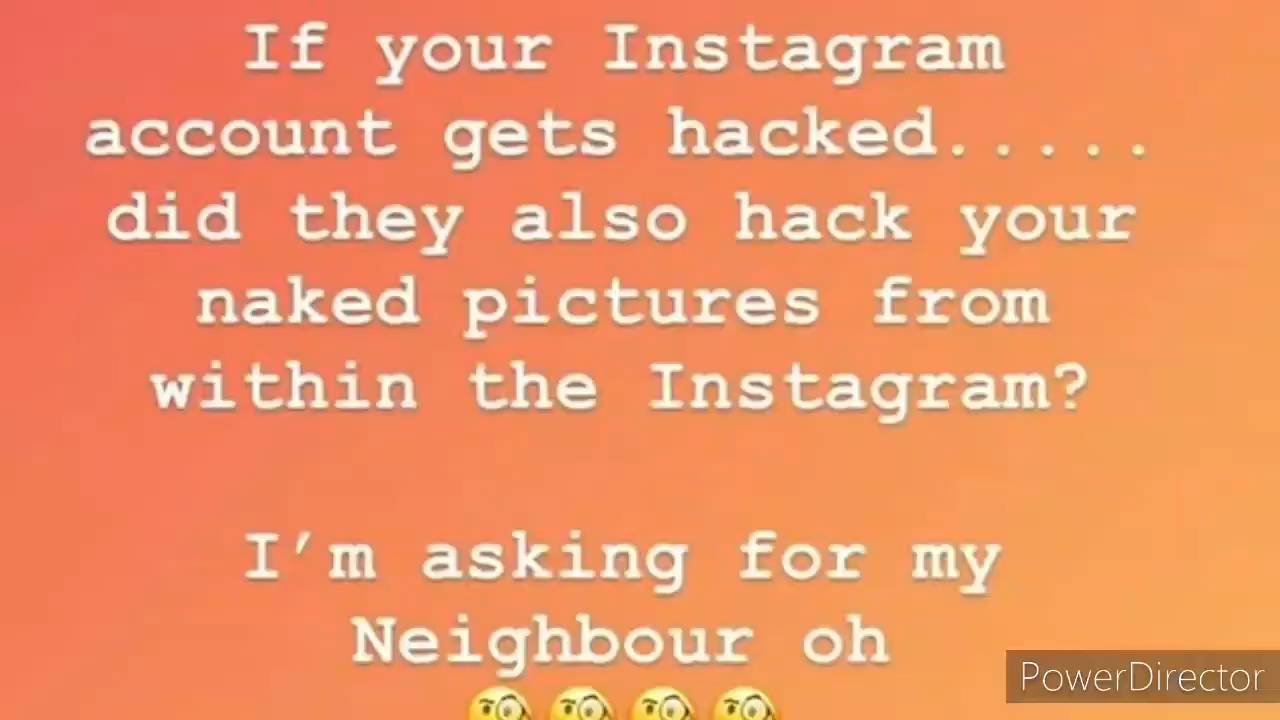 If your Instagram
account gets hacked.....
did they also hack your
naked pictures from
within the Instagram?
I'm asking for my
Neighbour oh
🧐🧐🧐🧐
PowerDirector